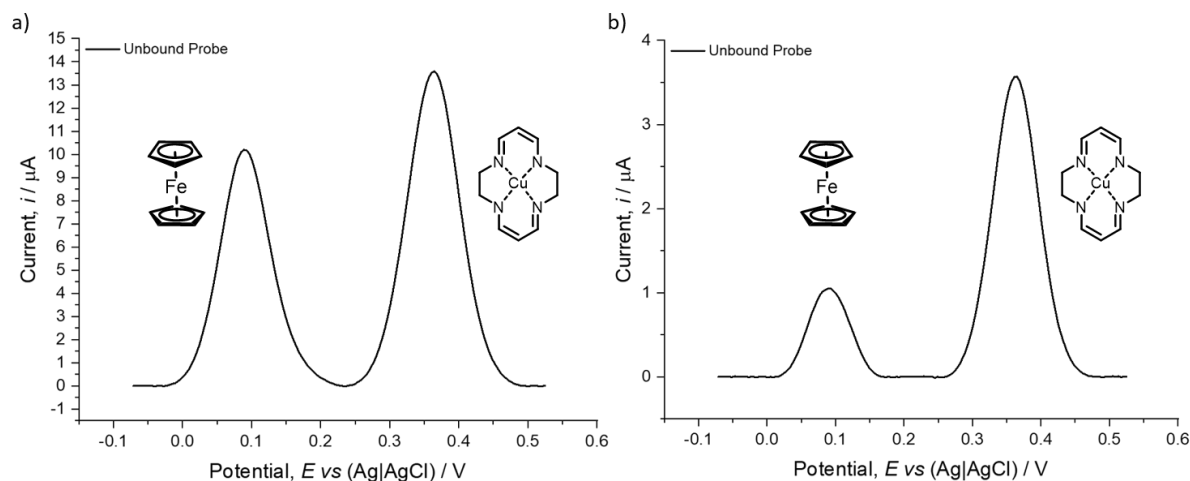 a)
Unbound Probe
15
14
13
12
11
10
9
8
7
6
5
4
3
2
1
0
-1
Current, i / μA
Fe
N
N
Cu
N
N
-0.1 0.0 0.1 0.2 0.3 0.4 0.5 0.6
Potential, E vs (Ag|AgCl) / V
b)
Unbound Probe
4
3
2
1
0
Current, i / μA
Fe
N
N
Cu
N
N
-0.1 0.0 0.1 0.2 0.3 0.4 0.5 0.6
Potential, E vs (Ag|AgCl) / V